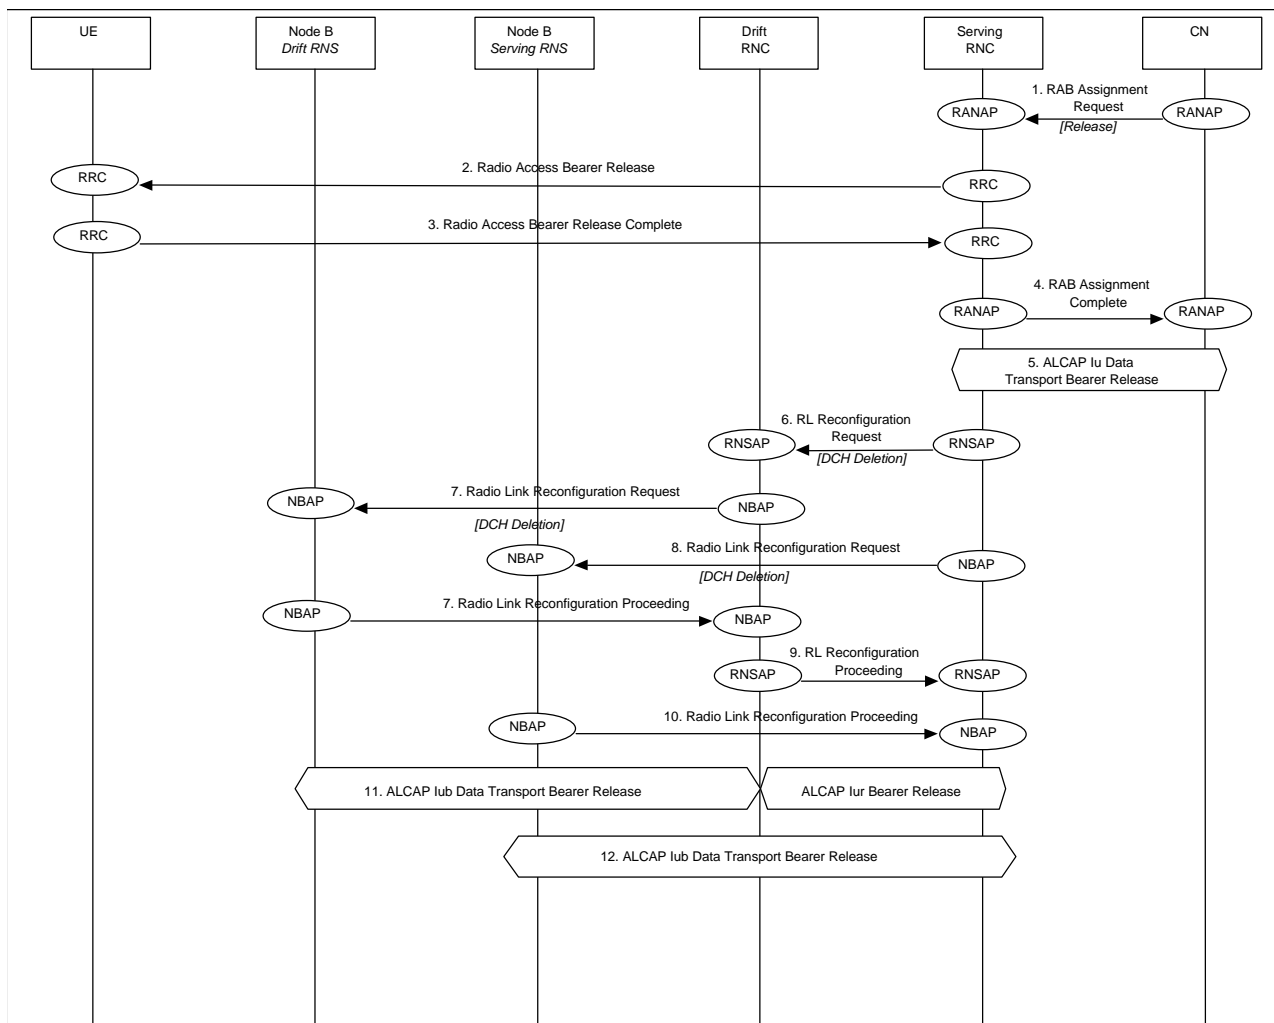 UE
Node B
Drift RNS
Node B
Serving RNS
Drift
RNC
Serving
RNC
CN
1. RAB Assignment
Request
[Release]
RANAP
RANAP
2. Radio Access Bearer Release
RRC
RRC
3. Radio Access Bearer Release Complete
RRC
RRC
4. RAB Assignment
Complete
RANAP
RANAP
5. ALCAP Iu Data
Transport Bearer Release
6. RL Reconfiguration
Request
[DCH Deletion]
RNSAP
RNSAP
7. Radio Link Reconfiguration Request
[DCH Deletion]
NBAP
NBAP
8. Radio Link Reconfiguration Request
[DCH Deletion]
NBAP
NBAP
7. Radio Link Reconfiguration Proceeding
NBAP
NBAP
9. RL Reconfiguration
Proceeding
RNSAP
RNSAP
10. Radio Link Reconfiguration Proceeding
NBAP
NBAP
11. ALCAP Iub Data Transport Bearer Release
ALCAP Iur Bearer Release
12. ALCAP Iub Data Transport Bearer Release